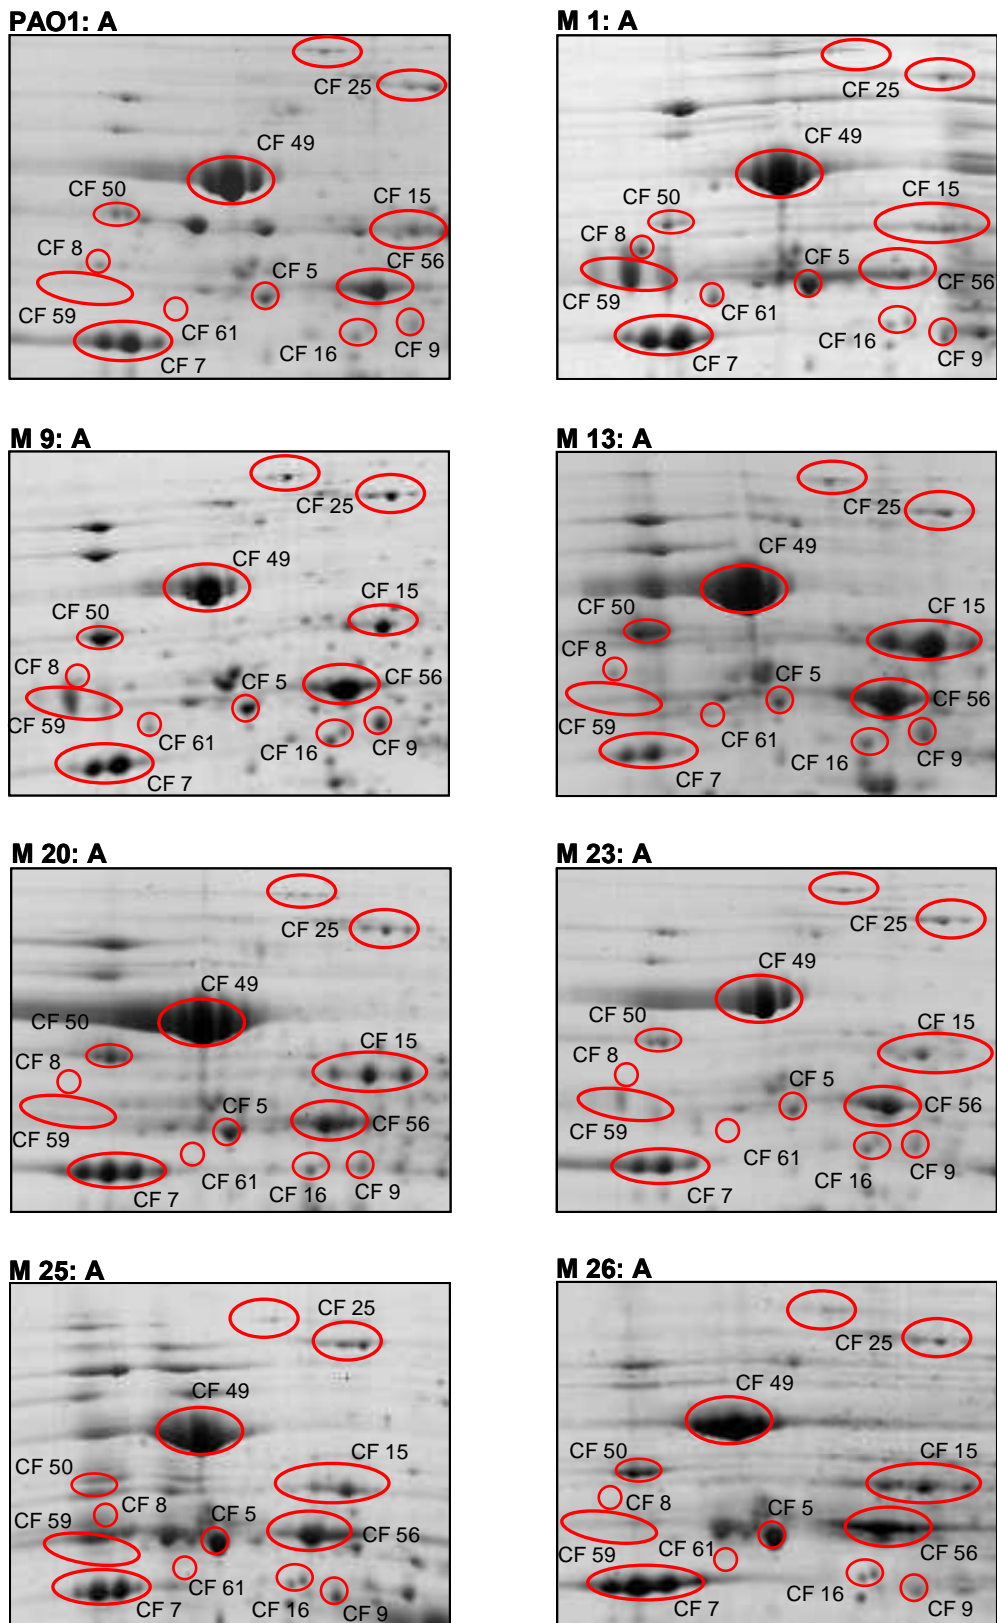 PAO1: A
CF 25
CF 49
CF 50
CF 15
CF 8
CF 5
CF 56
CF 59
CF 61
CF 16
CF 9
CF 7
M 1: A
CF 25
CF 49
CF 50
CF 15
CF 8
CF 5
CF 56
CF 59
CF 61
CF 16
CF 9
CF 7
M 9: A
CF 25
CF 49
CF 50
CF 15
CF 8
CF 5
CF 56
CF 59
CF 61
CF 16
CF 9
CF 7
M 13: A
CF 25
CF 49
CF 50
CF 15
CF 8
CF 5
CF 56
CF 59
CF 61
CF 16
CF 9
CF 7
M 20: A
CF 25
CF 49
CF 50
CF 15
CF 8
CF 5
CF 56
CF 59
CF 61
CF 16
CF 9
CF 7
M 23: A
CF 25
CF 49
CF 50
CF 15
CF 8
CF 5
CF 56
CF 59
CF 61
CF 16
CF 9
CF 7
M 25: A
CF 25
CF 49
CF 15
CF 50
CF 8
CF 5
CF 59
CF 56
CF 61
CF 7
CF 16
CF 9
M 26: A
CF 25
CF 49
CF 50
CF 15
CF 8
CF 5
CF 59
CF 61
CF 56
CF 16
CF 9
CF 7